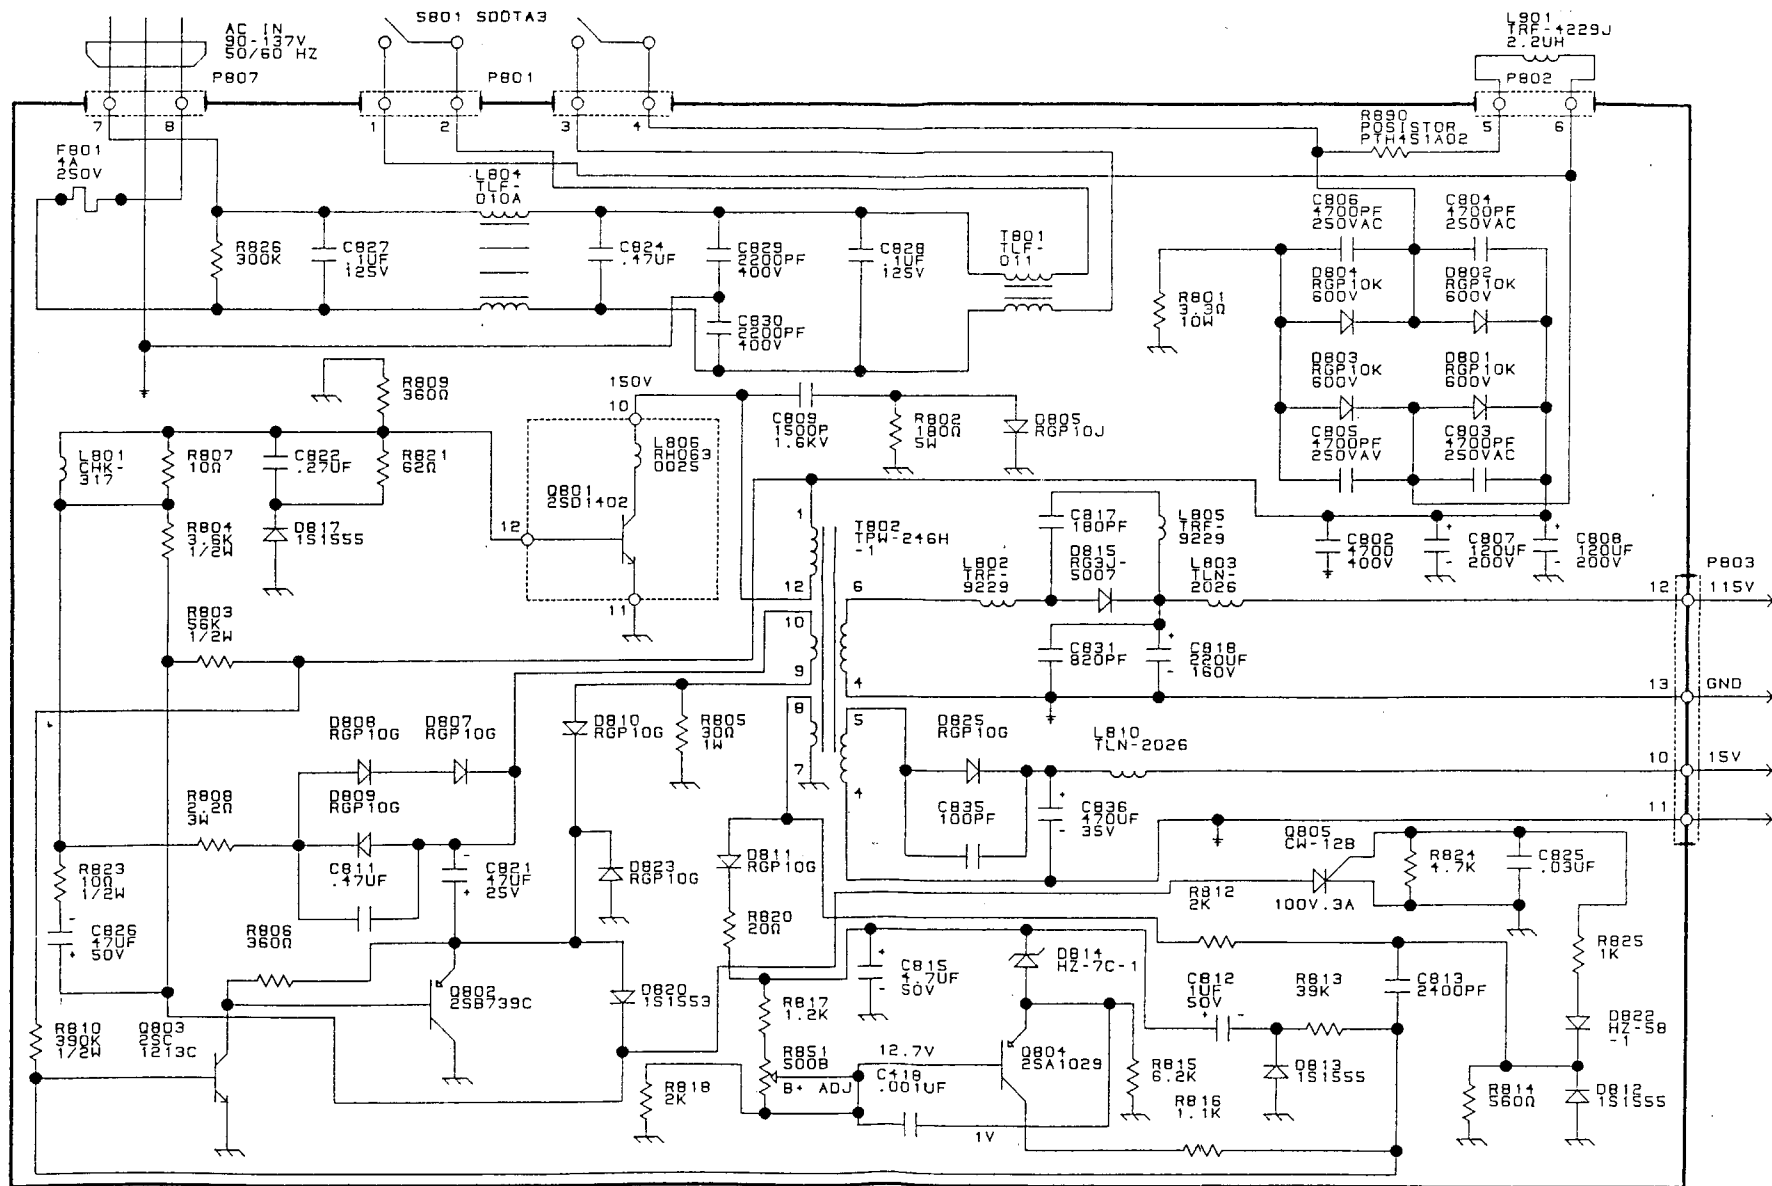 AC IN
90-137V
50/60 HZ
S801 SDDTA3
L901
TRF-4229J
2.2UH
P807
P801
P802
7
8
1
2
3
4
5
6
R890
POSISTOR
PTH451A02
F801
4A
250V
L804
TLF-
010A
R826
300K
C827
.1UF
125V
C824
.47UF
C829
2200PF
400V
C828
.1UF
125V
T801
TLF-
011
C830
2200PF
400V
C806
4700PF
250VAC
C804
4700PF
250VAC
D804
RGP10K
600V
D802
RGP10K
600V
R801
3.3Ω
10W
D803
RGP10K
600V
D801
RGP10K
600V
C805
4700PF
250VAV
C803
4700PF
250VAC
R809
360Ω
150V
10
C809
1500P
1.6KV
R802
180Ω
5W
D805
RGP10J
L801
CHK-
317
R807
10Ω
C822
.27UF
R821
62Ω
L806
RH063
0025
Q801
2SD1402
12
11
R804
3.6K
1/2W
D817
1S1555
1
T802
TPW-246H
-1
12
6
C817
180PF
L805
TRF-
9229
L802
TRF-
9229
D815
RG3J-
S007
L803
TLN-
2026
C802
4700
400V
C807
120UF
200V
C808
120UF
200V
P803
12
115V
R803
56K
1/2W
10
9
C831
820PF
C818
220UF
160V
4
13
GND
D808
RGP10G
D807
RGP10G
D810
RGP10G
R805
30Ω
1W
8
5
7
4
D825
RGP10G
L810
TLN-2026
10
15V
R808
2.2Ω
3W
D809
RGP10G
C835
100PF
C836
470UF
35V
11
Q805
CW-12B
R823
10Ω
1/2W
C811
.47UF
C821
47UF
25V
D823
RGP10G
D811
RGP10G
R824
4.7K
C825
.03UF
100V.3A
R812
2K
C826
47UF
50V
R806
360Ω
R820
20Ω
R825
1K
Q802
2SB739C
D820
1S1553
C815
4.7UF
50V
D814
HZ-7C-1
C812
1UF
50V
R813
39K
C813
2400PF
R817
1.2K
R810
390K
1/2W
Q803
2SC
1213C
D822
HZ-5B
-1
R851
500B
B+ ADJ
12.7V
Q804
2SA1029
R815
6.2K
D813
1S1555
R818
2K
C418
.001UF
R816
1.1K
R814
560Ω
D812
1S1555
1V